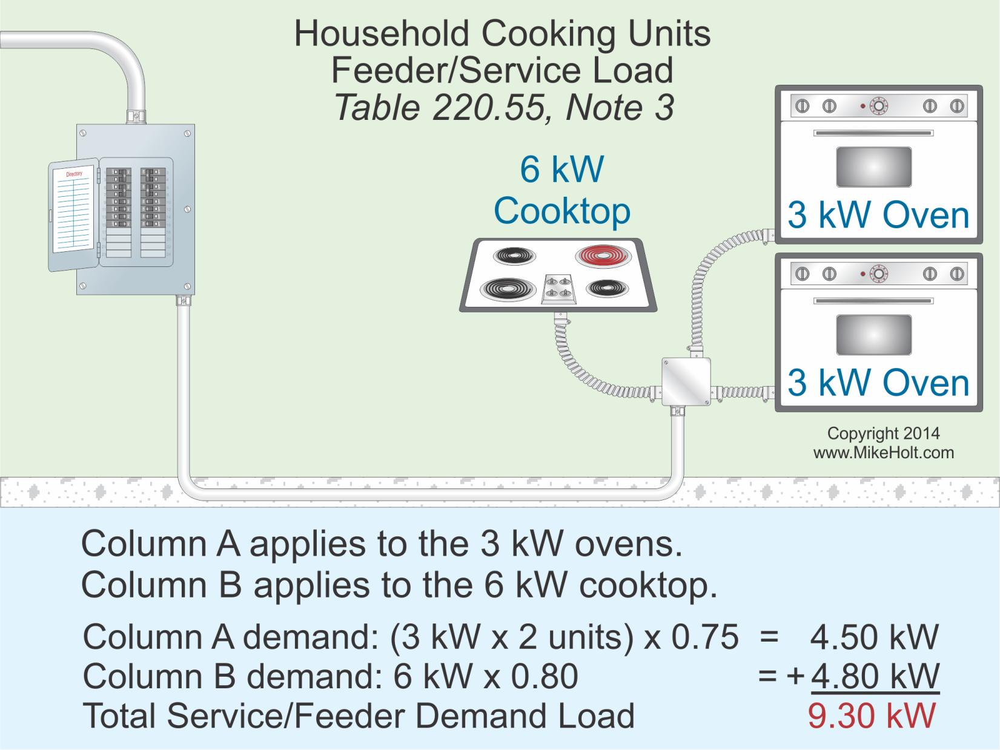 Household Cooking Units
Feeder/Service Load
Table 220.55, Note 3
Directory
6 kW
Cooktop
3 kW Oven
3 kW Oven
Copyright 2014
www.MikeHolt.com
Column A applies to the 3 kW ovens.
Column B applies to the 6 kW cooktop.
Column A demand: (3 kW x 2 units) x 0.75 = 4.50 kW
Column B demand: 6 kW x 0.80 = + 4.80 kW
Total Service/Feeder Demand Load 9.30 kW